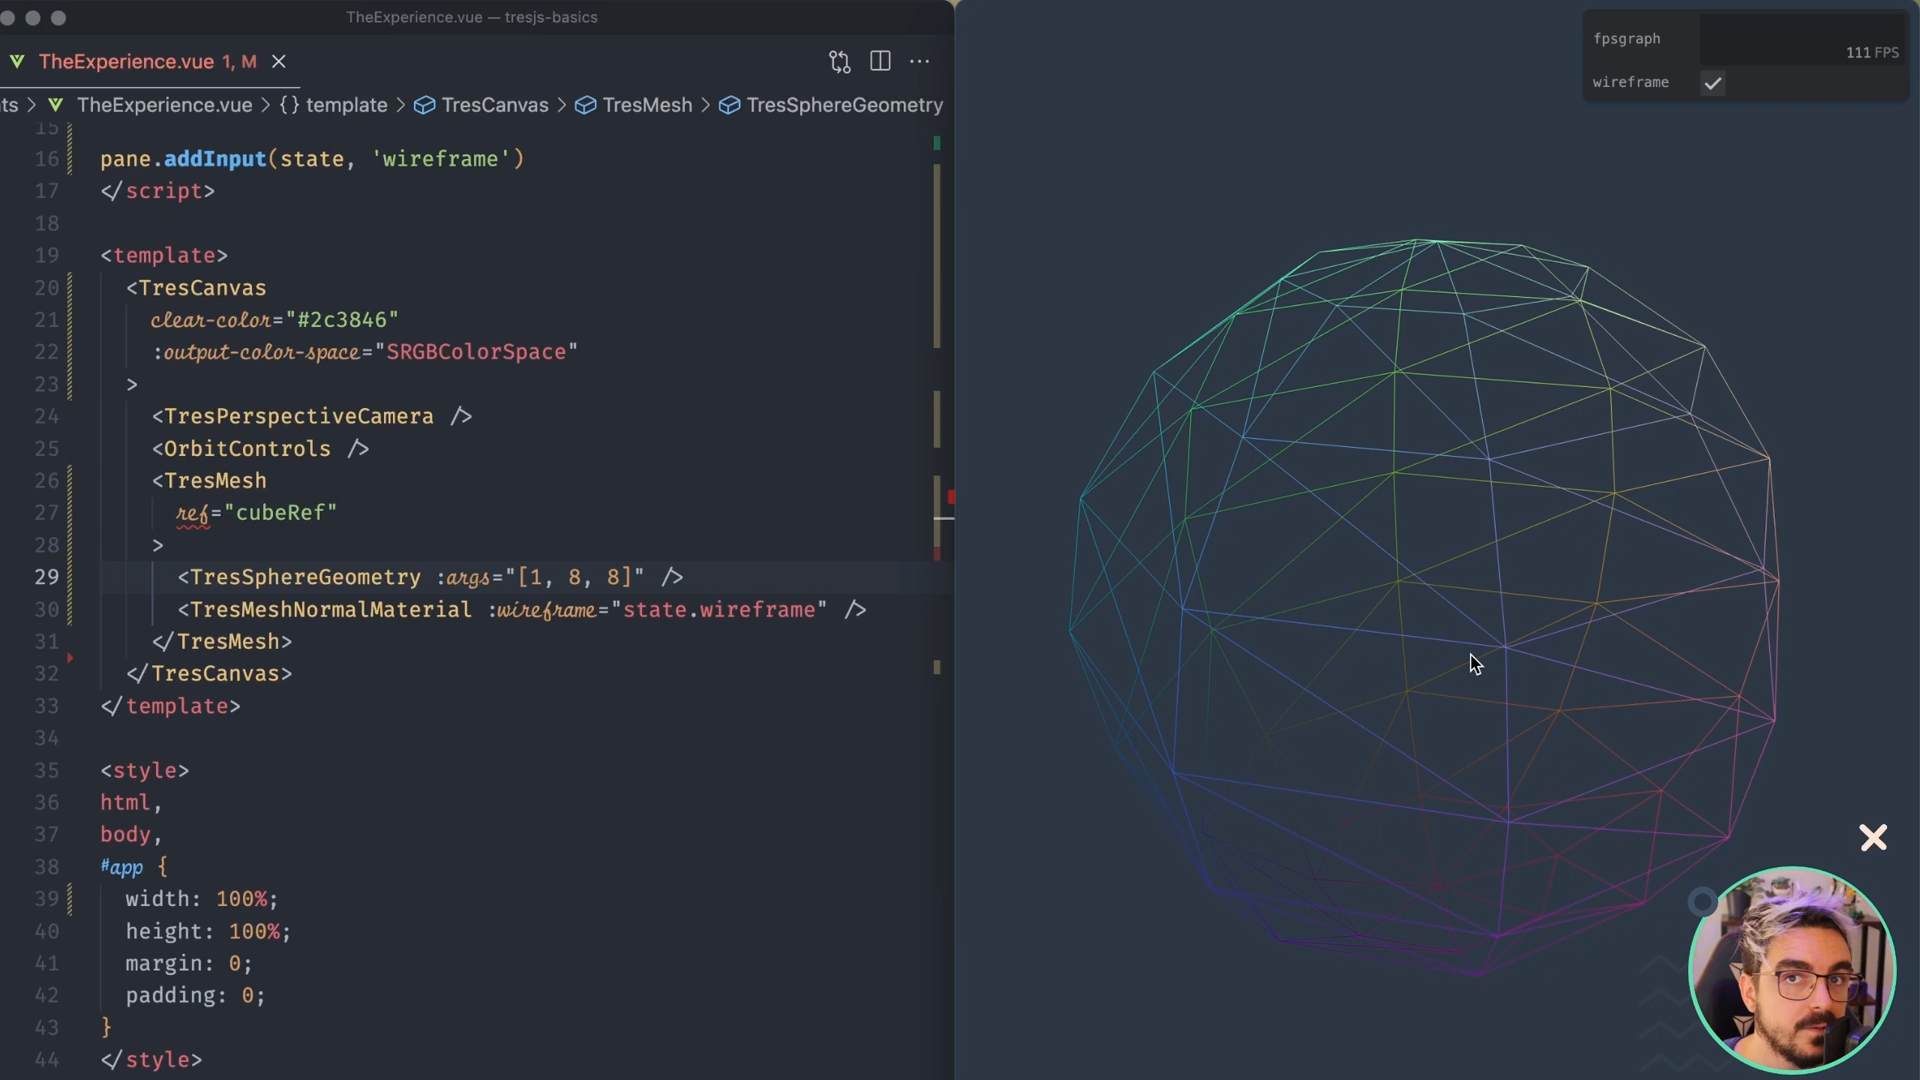 TheExperience.vue — tresjs-basics
TheExperience.vue 1, M
ts > TheExperience.vue > {} template > TresCanvas > TresMesh > TresSphereGeometry
15
16 pane.addInput(state, 'wireframe')
17 </script>
18
19 <template>
20 <TresCanvas
21 clear-color="#2c3846"
22 :output-color-space="SRGBColorSpace"
23 >
24 <TresPerspectiveCamera />
25 <OrbitControls />
26 <TresMesh
27 ref="cubeRef"
28 >
29 <TresSphereGeometry :args="[1, 8, 8]" />
30 <TresMeshNormalMaterial :wireframe="state.wireframe" />
31 </TresMesh>
32 </TresCanvas>
33 </template>
34
35 <style>
36 html,
37 body,
38 #app {
39 width: 100%;
40 height: 100%;
41 margin: 0;
42 padding: 0;
43 }
44 </style>
fpsgraph
111 FPS
wireframe